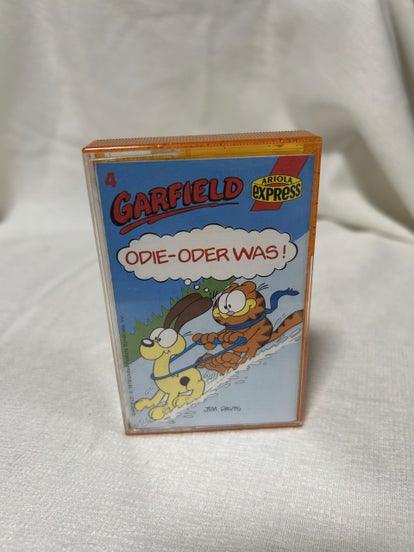 4
GARFIELD
ARIOLA
EXPRESS
ODIE-ODER WAS!
JIM DAVIS